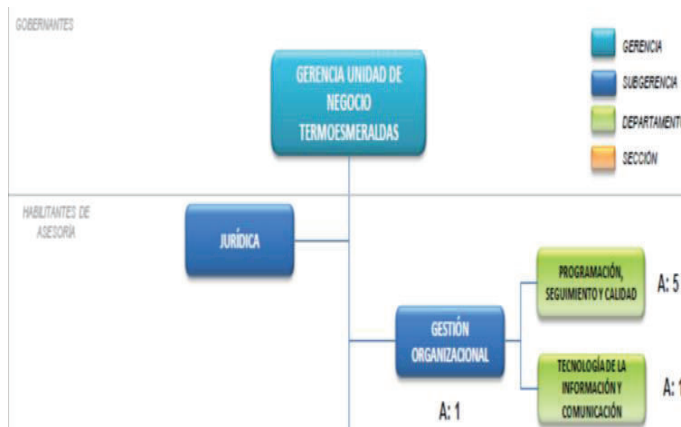 GOBERNANTES
GERENCIA UNIDAD DE
NEGOCIO
TERMOESMERALDAS
GERENCIA
SUBGERENCIA
DEPARTAMENTO
SECCIÓN
HABILITANTES DE
ASESORÍA
JURÍDICA
PROGRAMACIÓN,
SEGUIMIENTO Y CALIDAD
A: 5
GESTIÓN
ORGANIZACIONAL
A: 1
TECNOLOGÍA DE LA
INFORMACIÓN Y
COMUNICACIÓN
A: 1